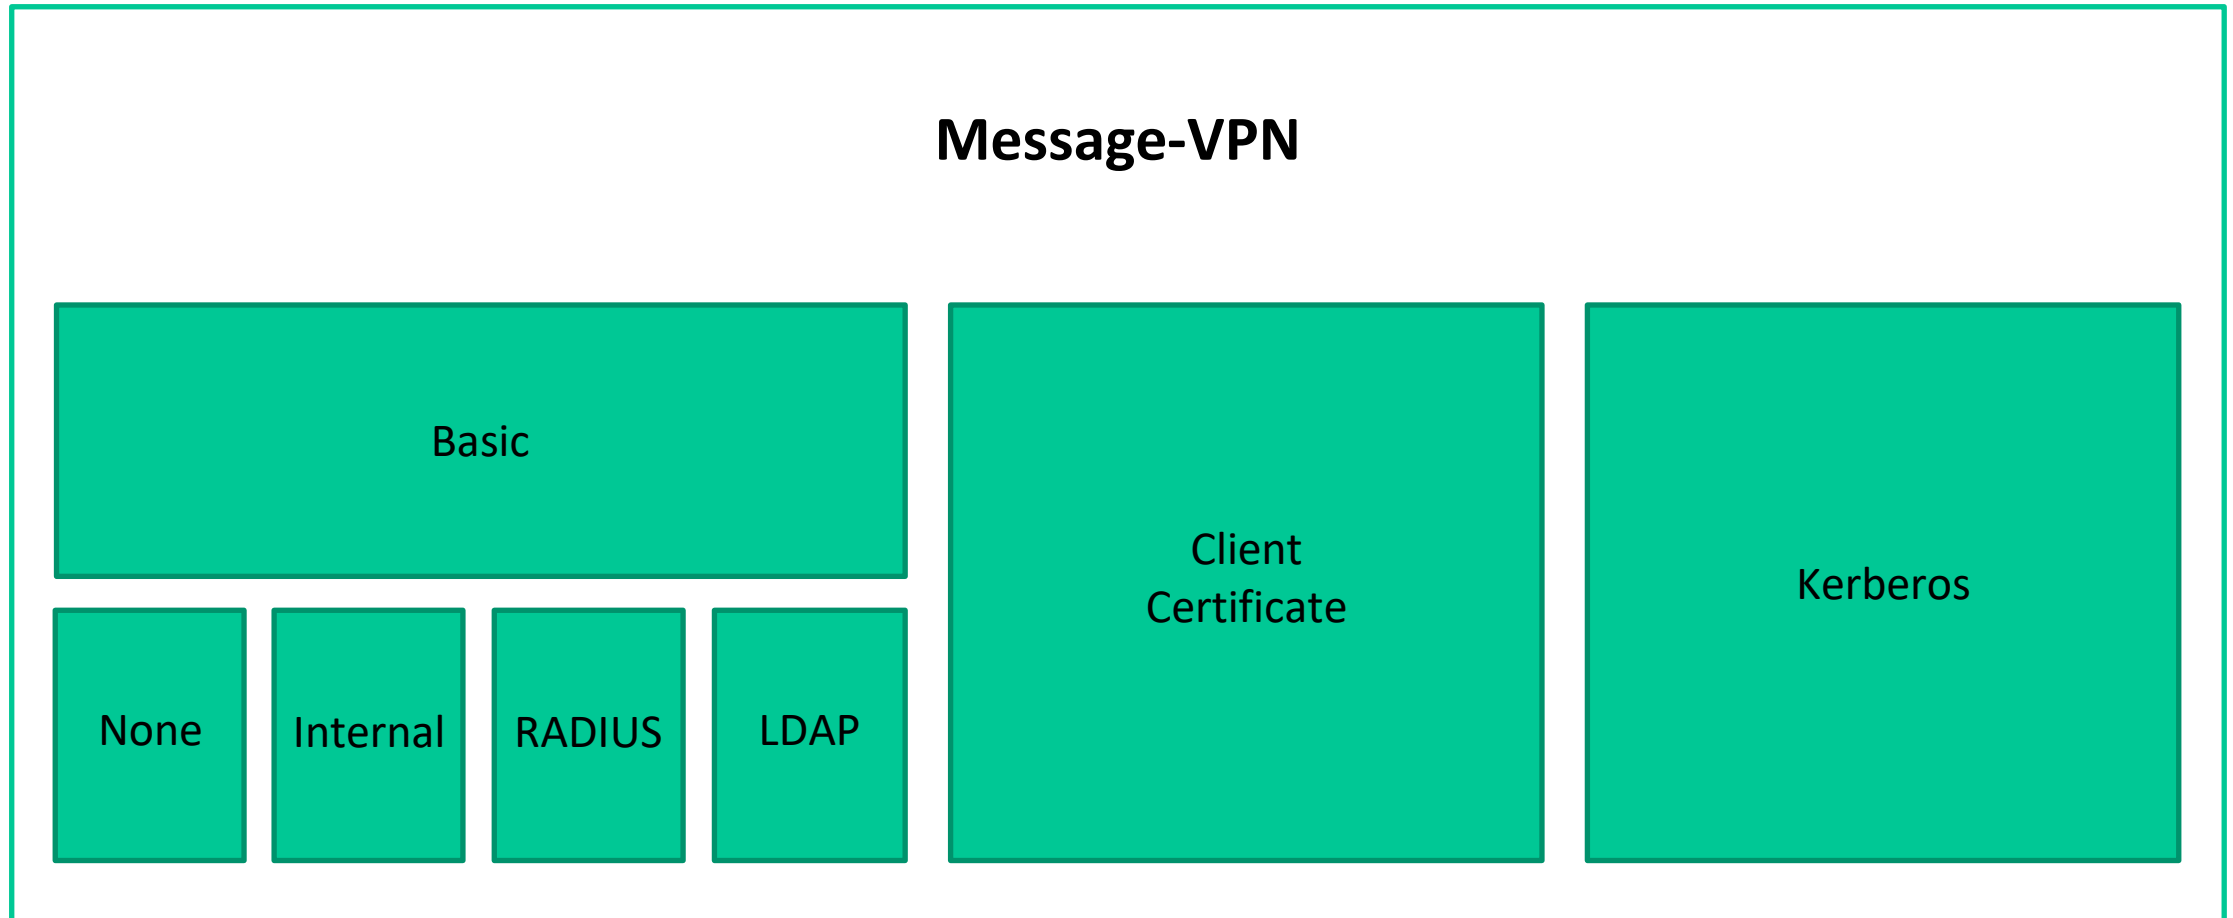 Message-VPN
Basic
Client
Certificate
Kerberos
None
Internal
RADIUS
LDAP